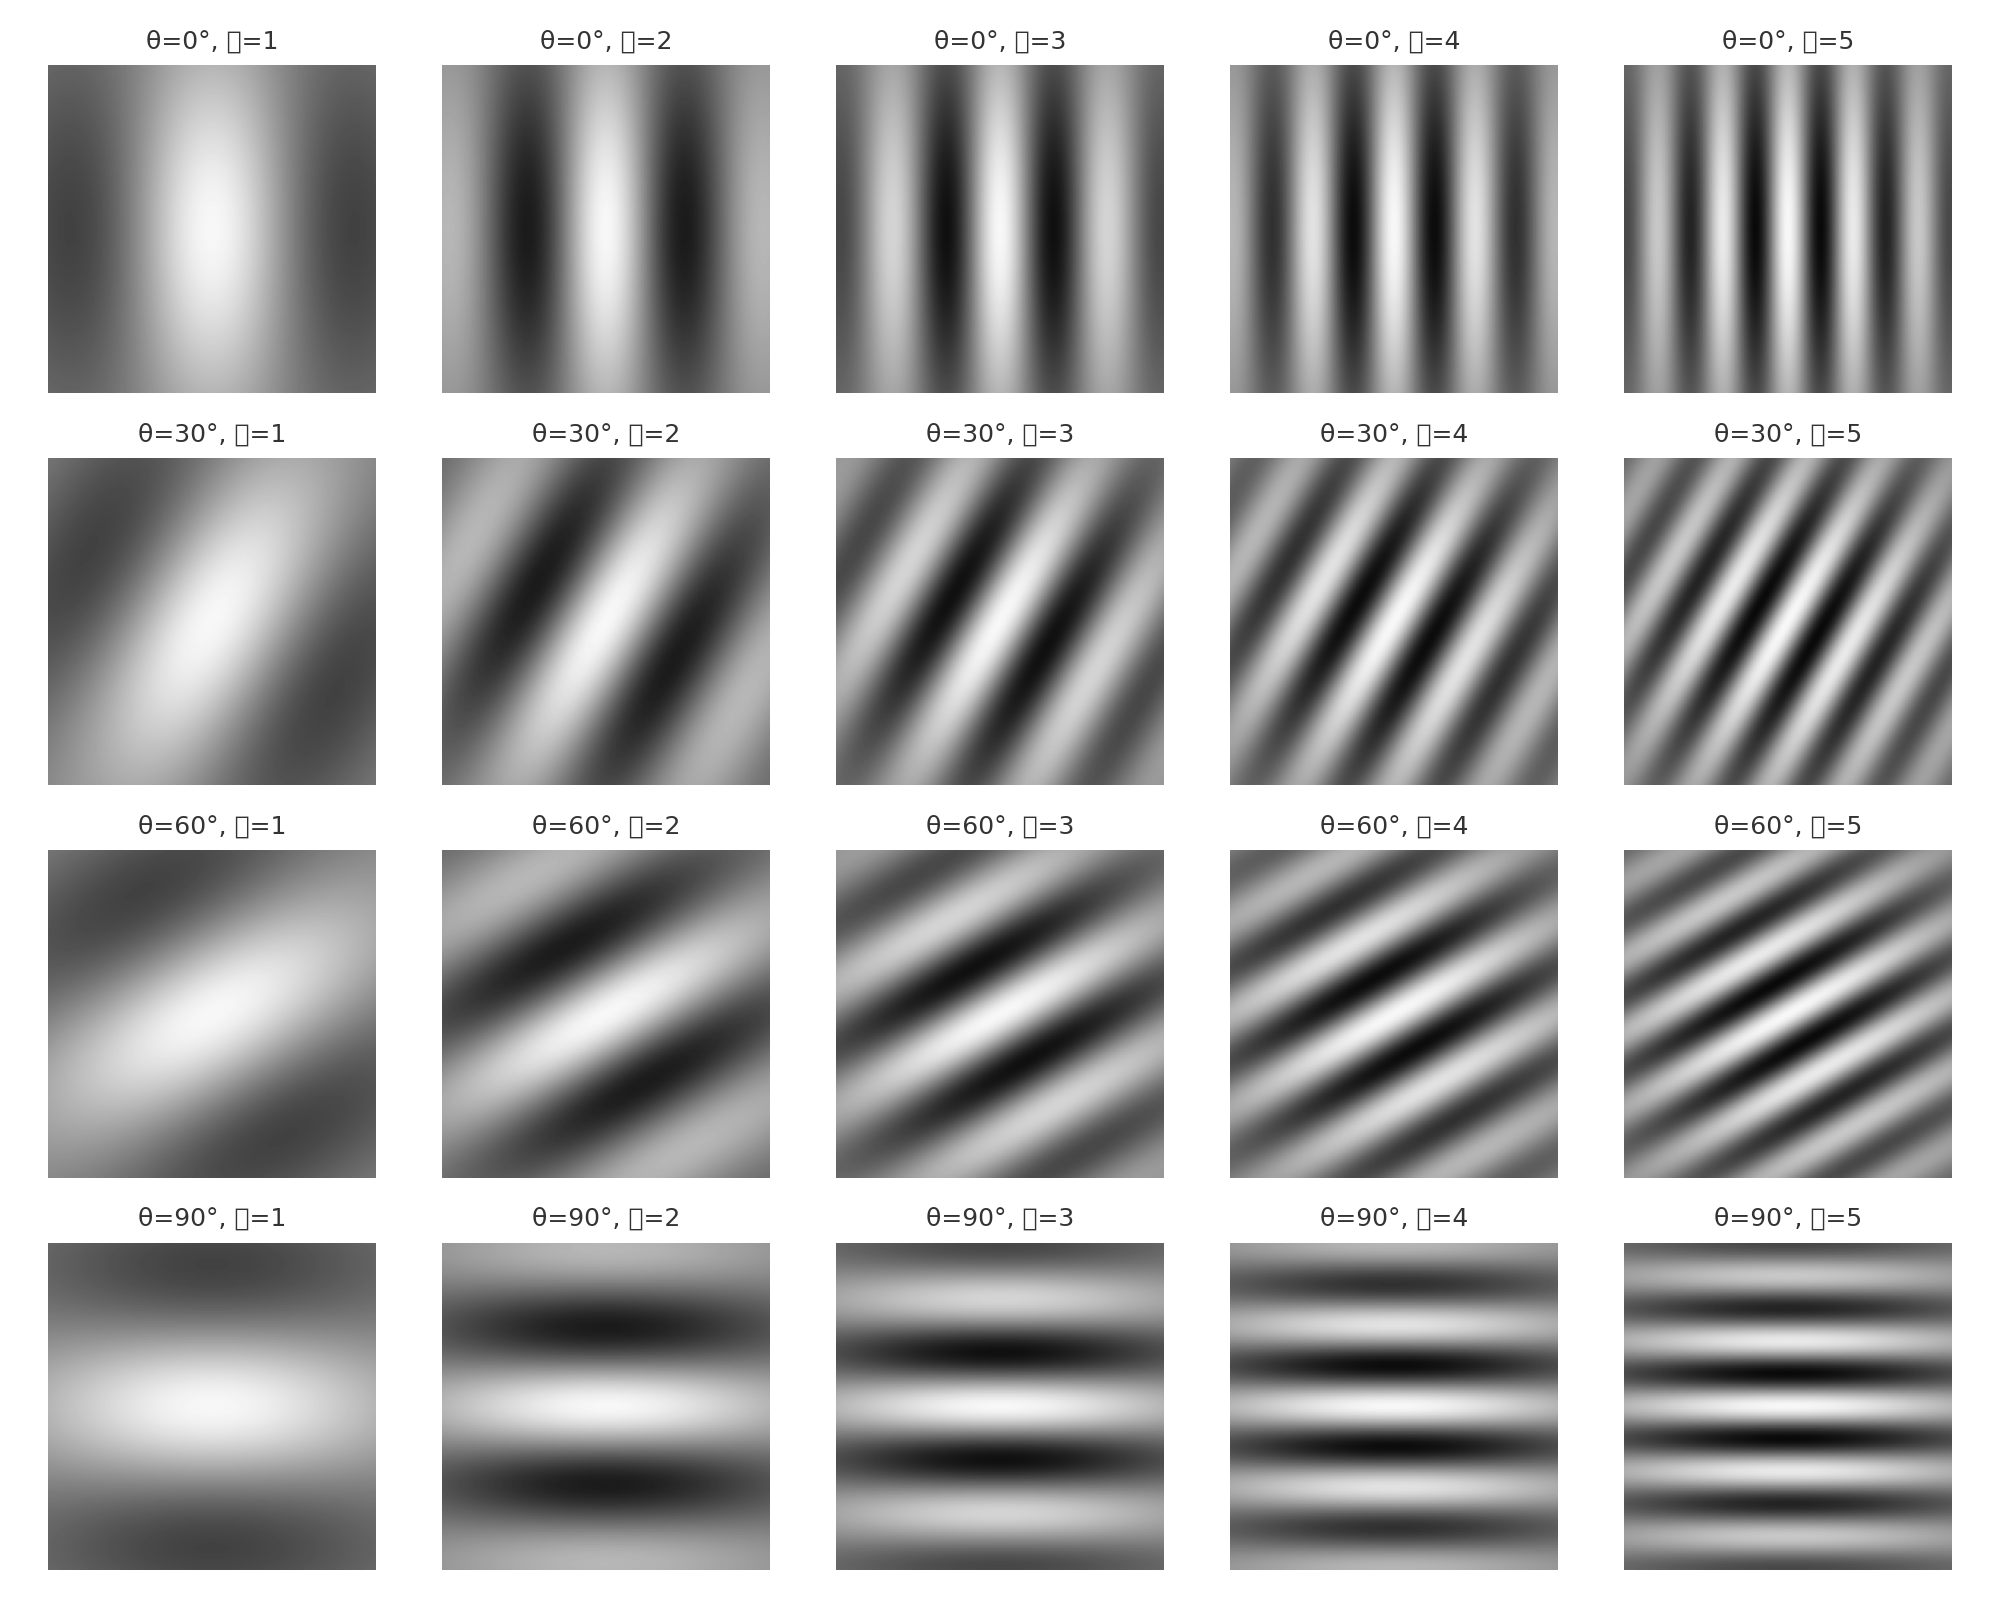 θ=0°, □=1
θ=0°, □=2
θ=0°, □=3
θ=0°, □=4
θ=0°, □=5
θ=30°, □=1
θ=30°, □=2
θ=30°, □=3
θ=30°, □=4
θ=30°, □=5
θ=60°, □=1
θ=60°, □=2
θ=60°, □=3
θ=60°, □=4
θ=60°, □=5
θ=90°, □=1
θ=90°, □=2
θ=90°, □=3
θ=90°, □=4
θ=90°, □=5